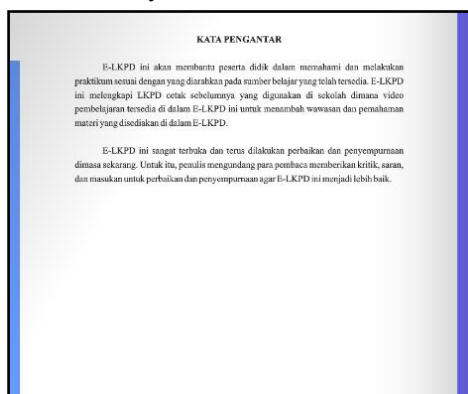 KATA PENGANTAR
E-LKPD ini akan membantu peserta didik dalam memahami dan melakukan
praktikum sesuai dengan yang diarahkan pada sumber belajar yang telah tersedia. E-LKPD
ini melengkapi LKPD cetak sebelumnya yang digunakan di sekolah dimana video
pembelajaran tersedia di dalam E-LKPD ini untuk menambah wawasan dan pemahaman
materi yang disediakan di dalam E-LKPD.
E-LKPD ini sangat terbuka dan terus dilakukan perbaikan dan penyempurnaan
dimasa sekarang. Untuk itu, penulis mengundang para pembaca memberikan kritik, saran,
dan masukan untuk perbaikan dan penyempurnaan agar E-LKPD ini menjadi lebih baik.